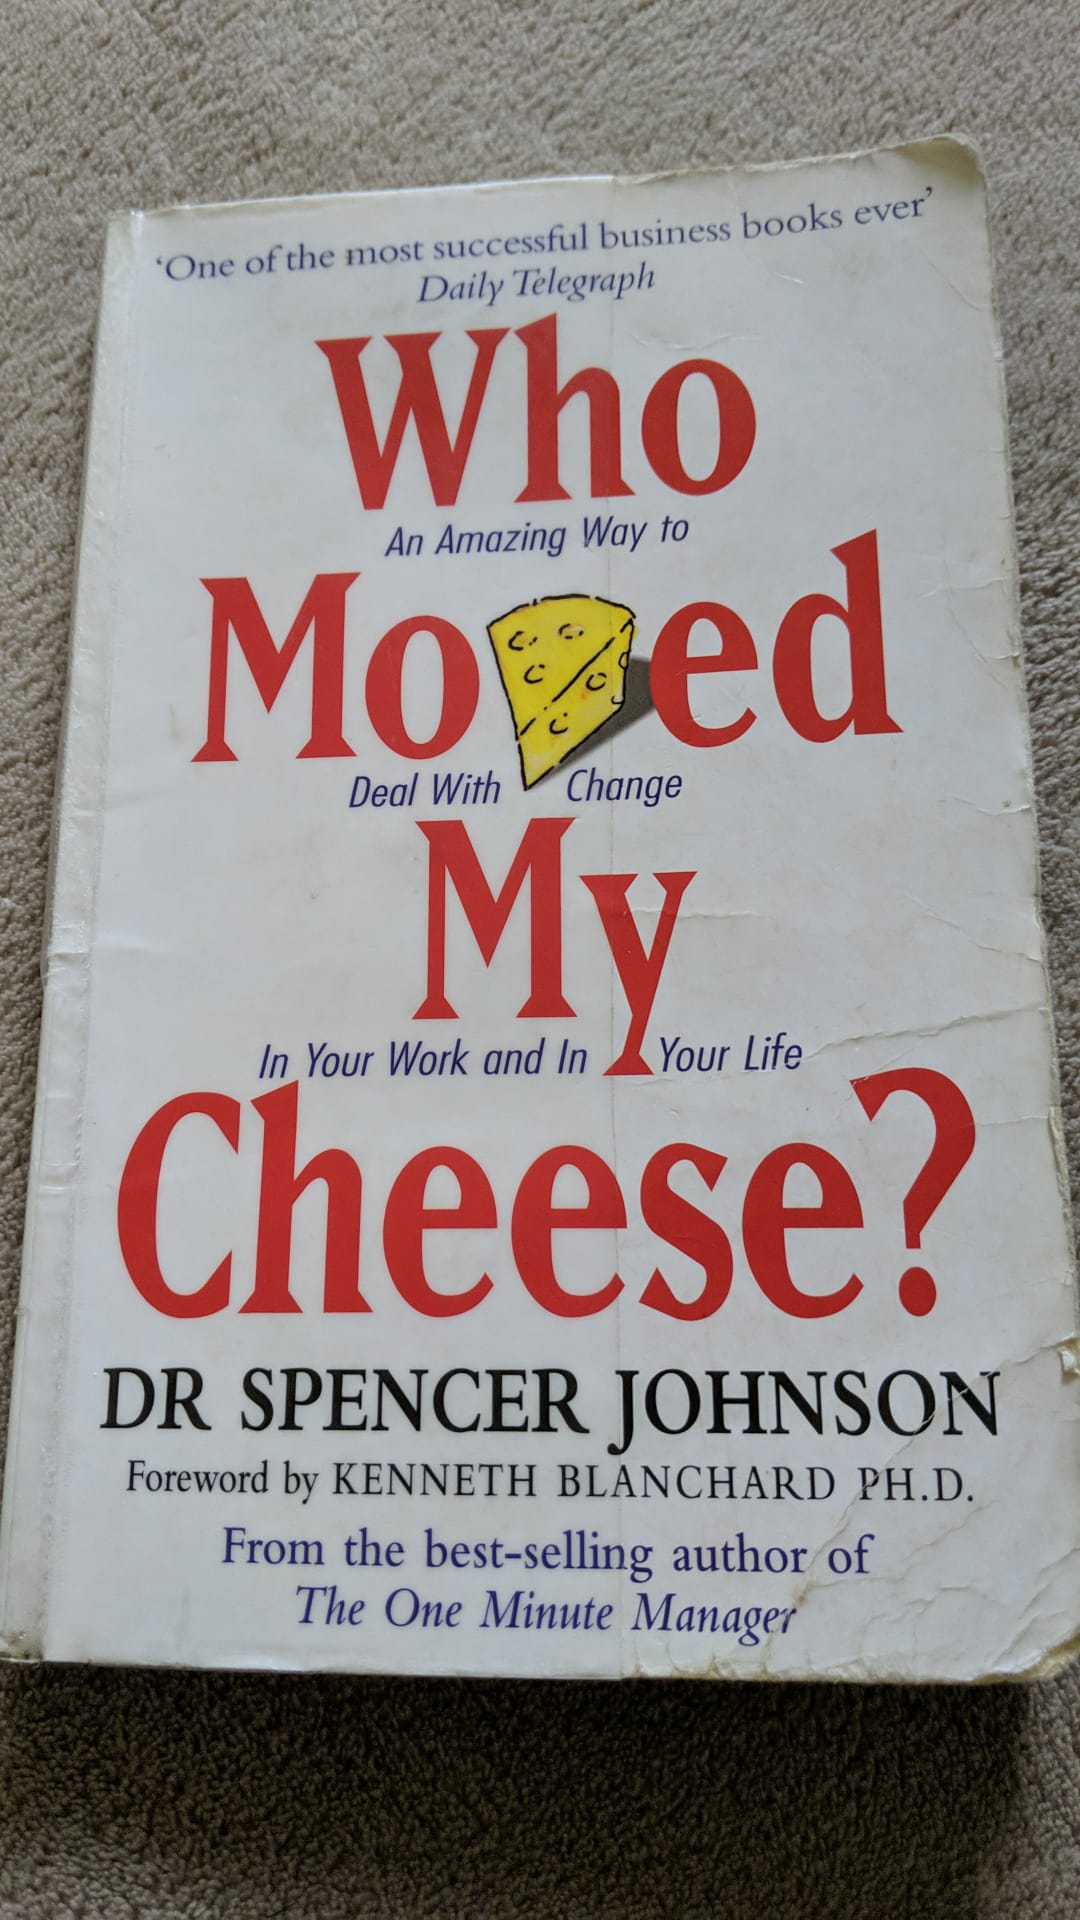 ‘One of the most successful business books ever’
Daily Telegraph
Who
An Amazing Way to
Moved
Deal With Change
My
In Your Work and In Your Life
Cheese?
DR SPENCER JOHNSON
Foreword by KENNETH BLANCHARD PH.D.
From the best-selling author of
The One Minute Manager